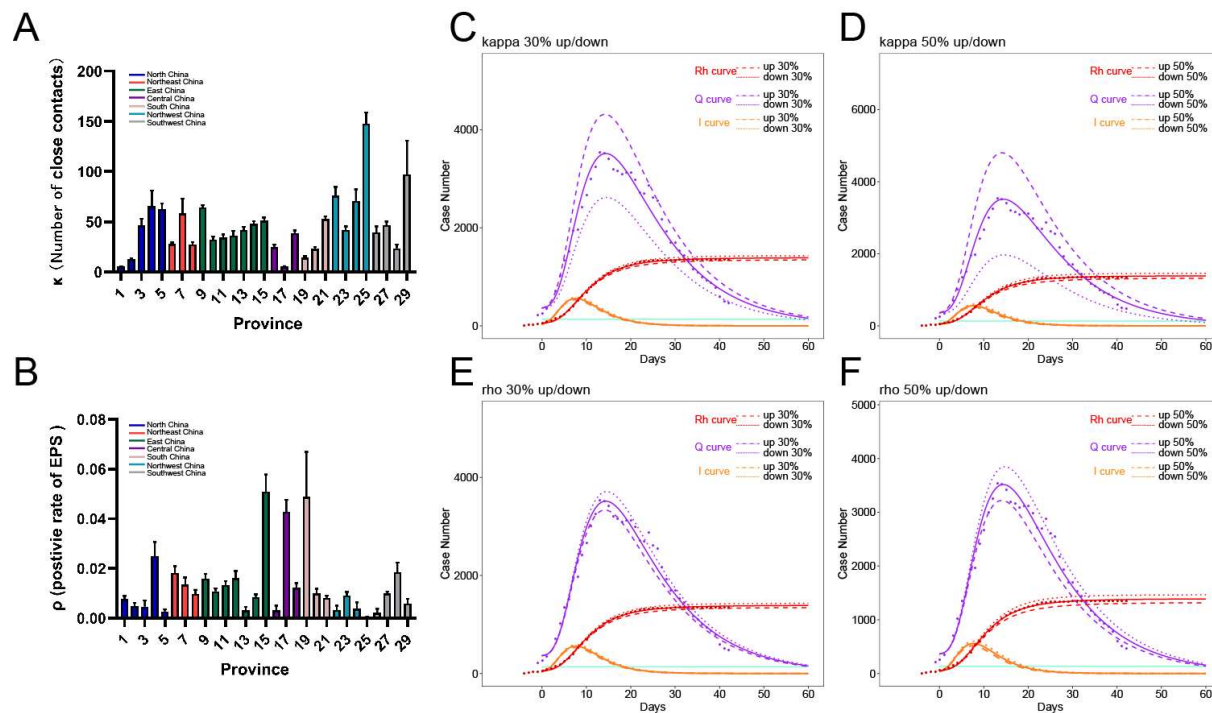 A
κ (Number of close contacts)
200
150
100
50
0
North China
Northeast China
East China
Central China
South China
Northwest China
Southwest China
1 3 5 7 9 11 13 15 17 19 21 23 25 27 29
Province
B
ρ (postivie rate of EPS)
0.08
0.06
0.04
0.02
0.00
North China
Northeast China
East China
Central China
South China
Northwest China
Southwest China
1 3 5 7 9 11 13 15 17 19 21 23 25 27 29
Province
C
kappa 30% up/down
Case Number
4000
2000
0
Rh curve up 30%
down 30%
Q curve up 30%
down 30%
I curve up 30%
down 30%
0 10 20 30 40 60
Days
D
kappa 50% up/down
Case Number
6000
4000
2000
0
Rh curve up 50%
down 50%
Q curve up 50%
down 50%
I curve up 50%
down 50%
0 10 20 30 40 60
Days
E
rho 30% up/down
Case Number
4000
2000
0
Rh curve up 30%
down 30%
Q curve up 30%
down 30%
I curve up 30%
down 30%
0 10 20 30 40 60
Days
F
rho 50% up/down
Case Number
5000
4000
3000
2000
1000
0
Rh curve up 50%
down 50%
Q curve up 50%
down 50%
I curve up 50%
down 50%
0 10 20 30 40 60
Days